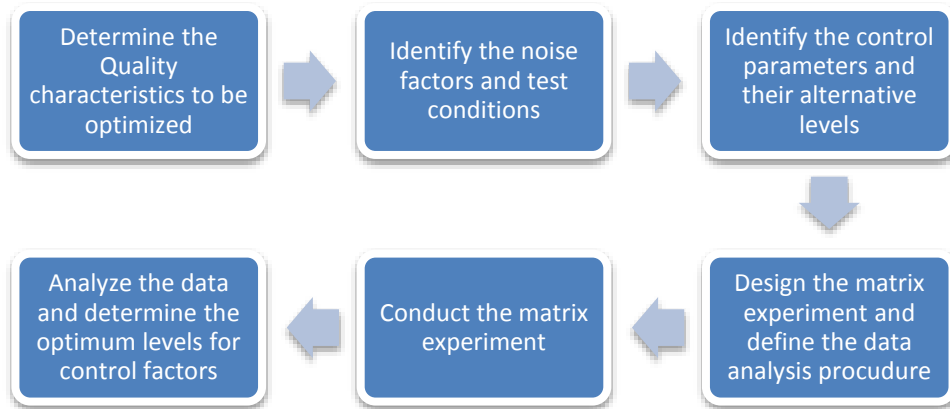 Determine the
Quality
characteristics to be
optimized
Identify the noise
factors and test
conditions
Identify the control
parameters and
their alternative
levels
Design the matrix
experiment and
define the data
analysis procudure
Conduct the matrix
experiment
Analyze the data
and determine the
optimum levels for
control factors